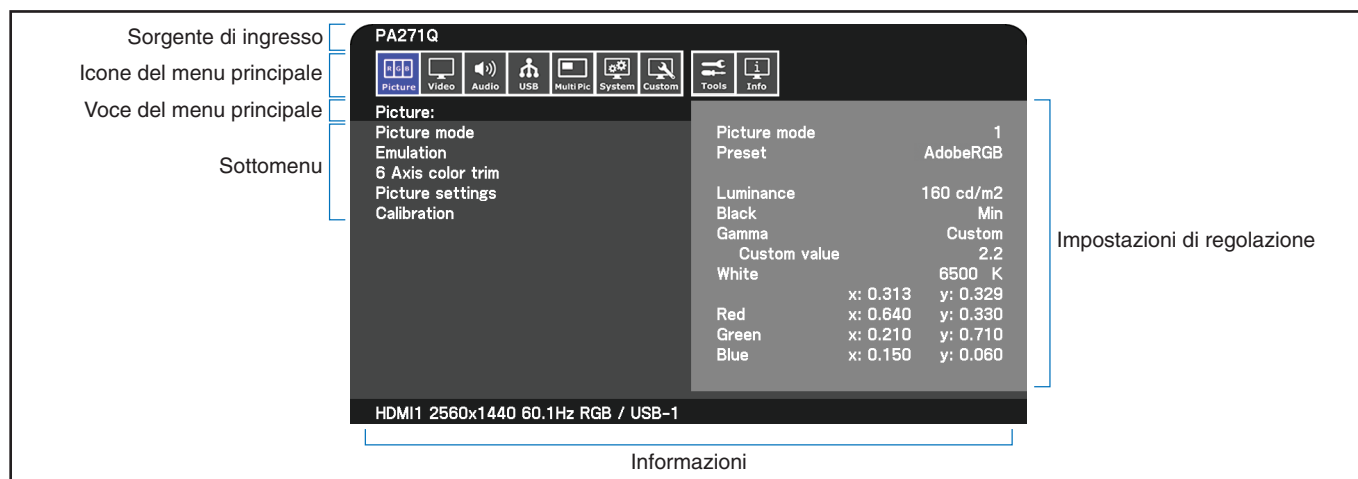 Sorgente di ingresso
PA271Q
Icone del menu principale
R G B
Picture Video Audio USB MultiPic System Custom Tools Info
Voce del menu principale
Picture:
Sottomenu
Picture mode
Emulation
6 Axis color trim
Picture settings
Calibration
Picture mode 1
Preset AdobeRGB
Luminance 160 cd/m2
Black Min
Gamma Custom
Custom value 2.2
White 6500 K
x: 0.313 y: 0.329
Red x: 0.640 y: 0.330
Green x: 0.210 y: 0.710
Blue x: 0.150 y: 0.060
Impostazioni di regolazione
HDMI1 2560x1440 60.1Hz RGB / USB-1
Informazioni